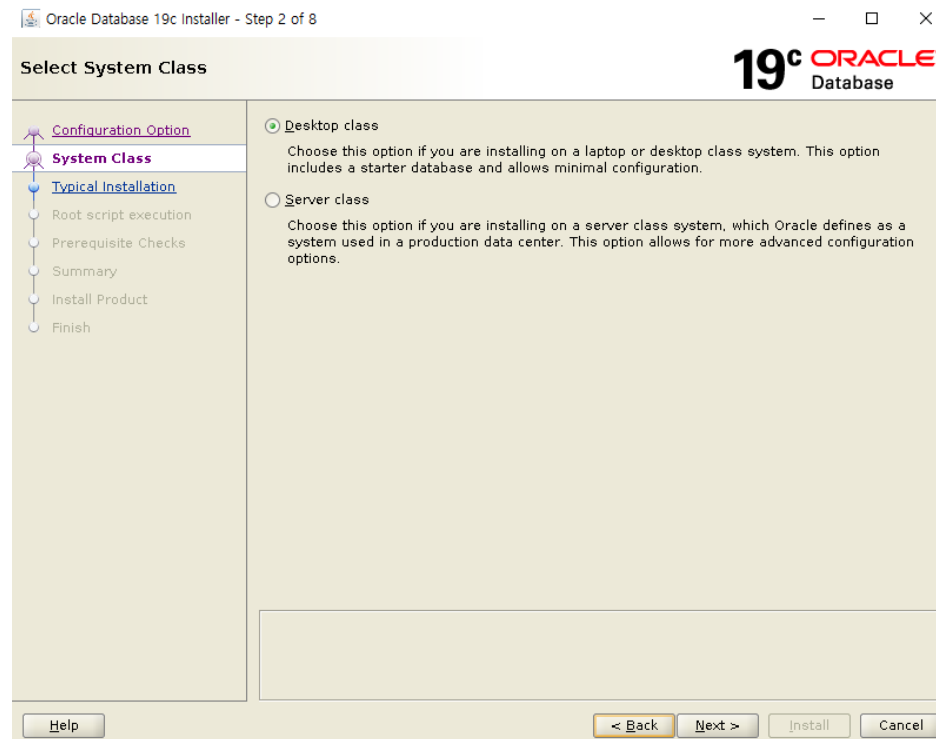 Oracle Database 19c Installer - Step 2 of 8
Select System Class
19c ORACLE
Database
Configuration Option
System Class
Typical Installation
Root script execution
Prerequisite Checks
Summary
Install Product
Finish
Desktop class
Choose this option if you are installing on a laptop or desktop class system. This option
includes a starter database and allows minimal configuration.
Server class
Choose this option if you are installing on a server class system, which Oracle defines as a
system used in a production data center. This option allows for more advanced configuration
options.
Help
< Back
Next >
Install
Cancel